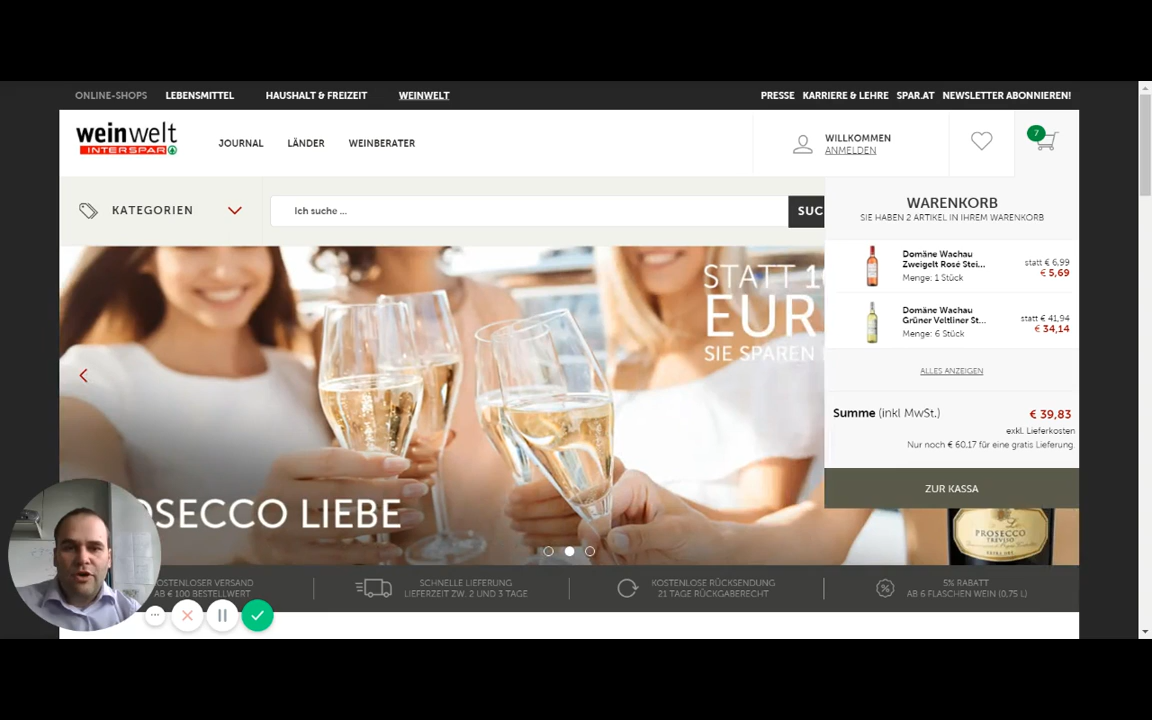 ONLINE-SHOPS LEBENSMITTEL HAUSHALT & FREIZEIT WEINWELT PRESSE KARRIERE & LEHRE SPAR.AT NEWSLETTER ABONNIEREN!
weinwelt
INTERSPAR
JOURNAL LÄNDER WEINBERATER
WILLKOMMEN
ANMELDEN
7
KATEGORIEN
Ich suche ...
SUC
WARENKORB
SIE HABEN 2 ARTIKEL IN IHREM WARENKORB
Domäne Wachau
Zweigelt Rosé Stei...
Menge: 1 Stück
statt € 6,99
€ 5,69
Domäne Wachau
Grüner Veltliner St...
Menge: 6 Stück
statt € 41,94
€ 34,14
ALLES ANZEIGEN
Summe (inkl MwSt.) € 39,83
exkl. Lieferkosten
Nur noch € 60,17 für eine gratis Lieferung.
ZUR KASSA
STATT 1
EUR
SIE SPAREN
OSECCO LIEBE
PROSECCO
TREVISO
OSTENLOSER VERSAND
AB € 100 BESTELLWERT
SCHNELLE LIEFERUNG
LIEFERZEIT ZW. 2 UND 3 TAGE
KOSTENLOSE RÜCKSENDUNG
21 TAGE RÜCKGABERECHT
5% RABATT
AB 6 FLASCHEN WEIN (0,75 L)